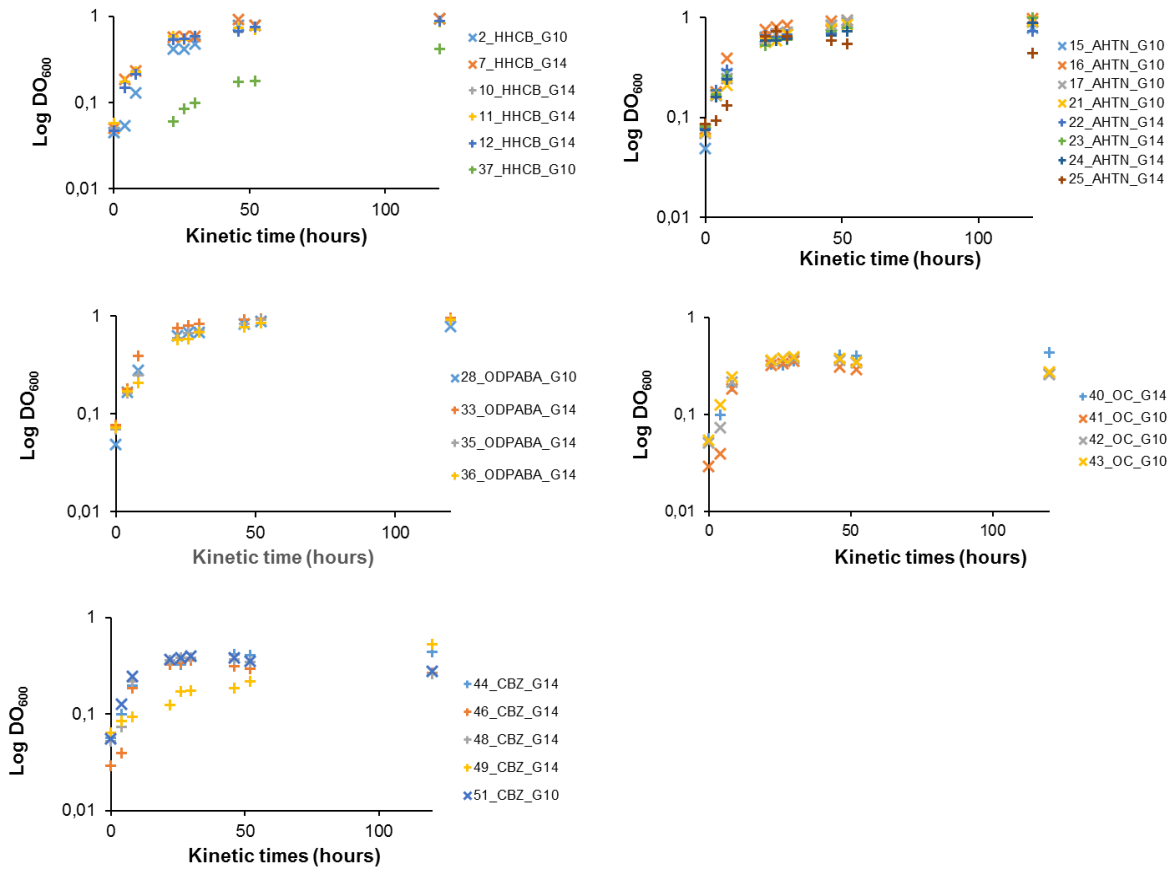 Log DO600
1
0,1
0,01
0
50
100
Kinetic time (hours)
2_HHCB_G10
7_HHCB_G14
10_HHCB_G14
11_HHCB_G14
12_HHCB_G14
37_HHCB_G10
Log DO600
1
0,1
0,01
0
50
100
Kinetic time (hours)
15_AHTN_G10
16_AHTN_G10
17_AHTN_G10
21_AHTN_G10
22_AHTN_G14
23_AHTN_G14
24_AHTN_G14
25_AHTN_G14
Log DO600
1
0,1
0,01
0
50
100
Kinetic time (hours)
28_ODPABA_G10
33_ODPABA_G14
35_ODPABA_G14
36_ODPABA_G14
Log DO600
1
0,1
0,01
0
50
100
Kinetic times (hours)
40_OC_G14
41_OC_G10
42_OC_G10
43_OC_G10
Log DO600
1
0,1
0,01
0
50
100
Kinetic times (hours)
44_CBZ_G14
46_CBZ_G14
48_CBZ_G14
49_CBZ_G14
51_CBZ_G10